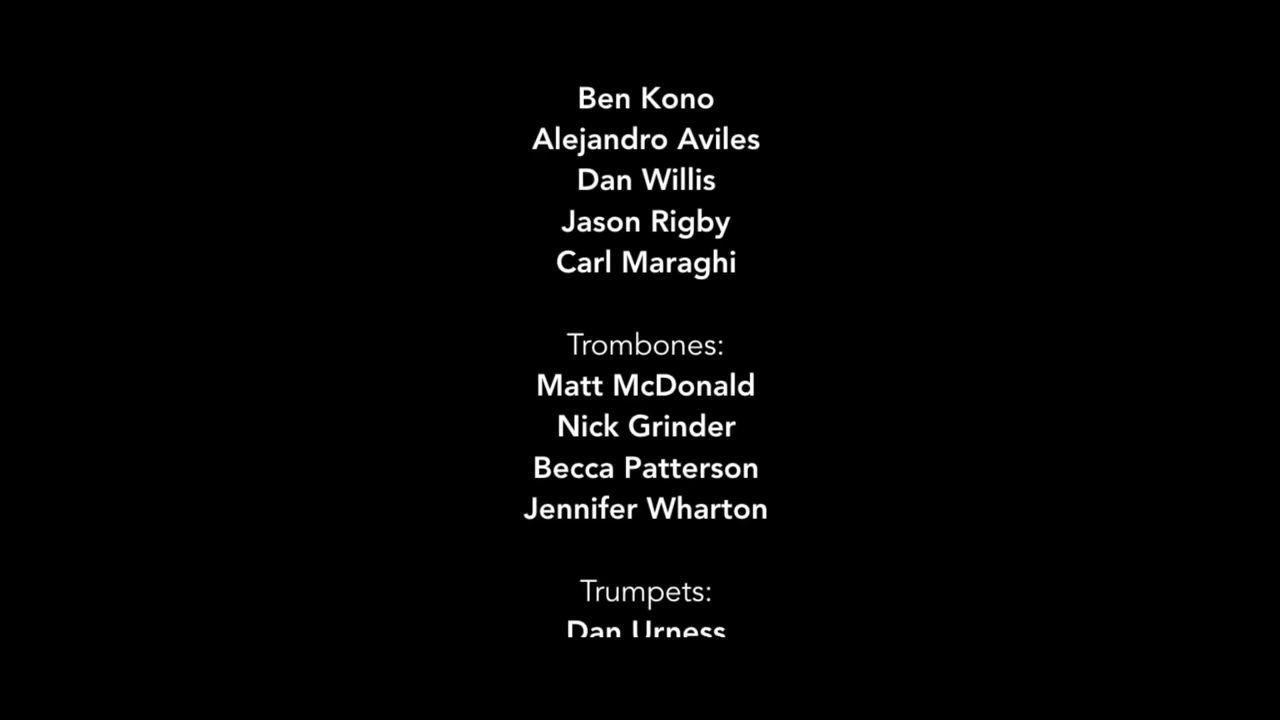 Ben Kono
Alejandro Aviles
Dan Willis
Jason Rigby
Carl Maraghi
Trombones:
Matt McDonald
Nick Grinder
Becca Patterson
Jennifer Wharton
Trumpets:
Dan Urness